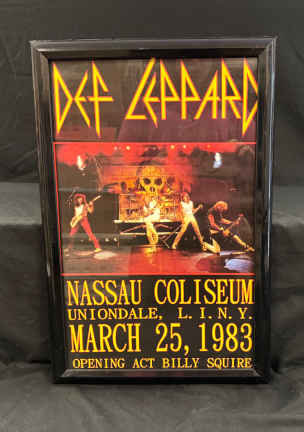 DEF LEPPARD
NASSAU COLISEUM
UNIONDALE, L.I.N.Y.
MARCH 25, 1983
OPENING ACT BILLY SQUIRE